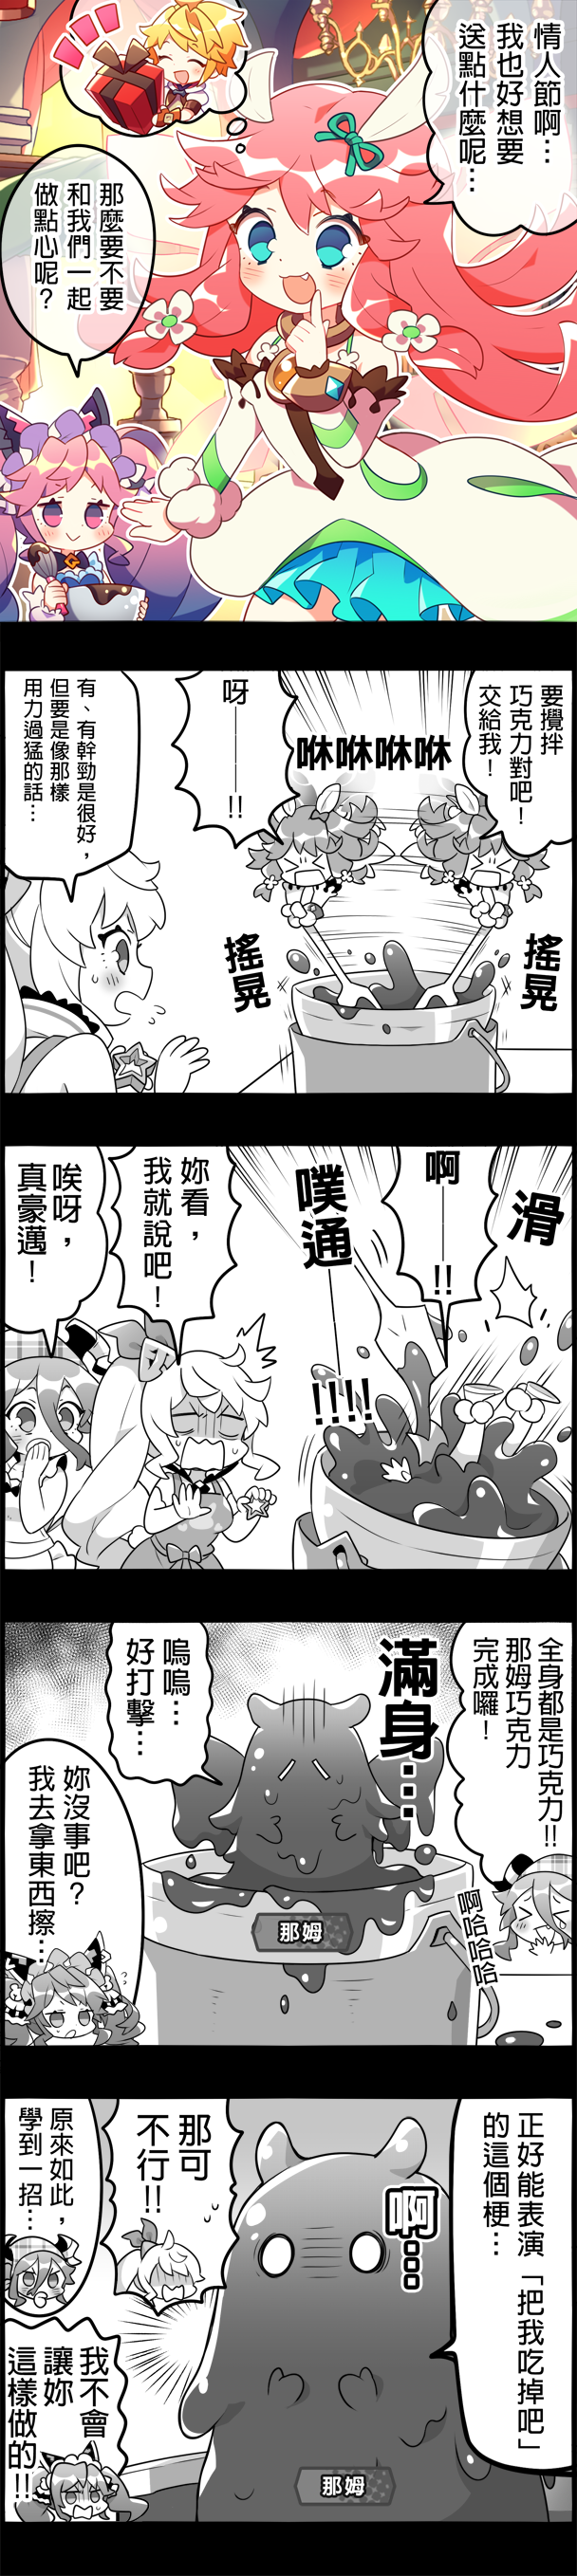 情人節啊…
我也好想要
送點什麼呢…
那麼要不要
和我們一起
做點心呢？
要攪拌
巧克力對吧！
交給我！
咻咻咻咻
呀——!!
搖晃
搖晃
有、有幹勁是很好，
但要是像那樣
用力過猛的話…
滑
啊——!!
噗通
!!!!
妳看，
我就說吧！
唉呀，
真豪邁！
全身都是巧克力!!
那姆巧克力
完成囉！
啊哈哈哈
滿身…
嗚嗚…
好打擊…
那姆
妳沒事吧？
我去拿東西擦…
正好能表演「把我吃掉吧」
的這個梗…
啊…
那姆
那可
不行!!
原來如此，
學到一招…
我不會
讓妳
這樣做的!!